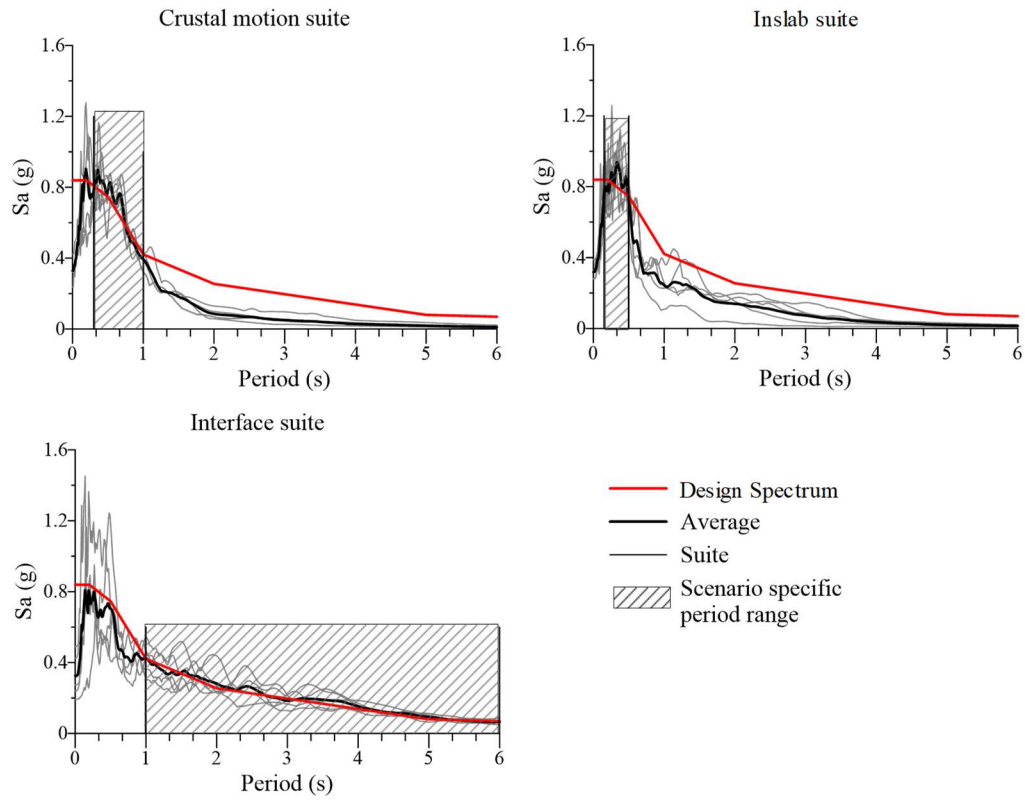 Crustal motion suite
1.6
1.2
0.8
0.4
0
Sa (g)
0 1 2 3 4 5 6
Period (s)
Inslab suite
1.6
1.2
0.8
0.4
0
Sa (g)
0 1 2 3 4 5 6
Period (s)
Interface suite
1.6
1.2
0.8
0.4
0
Sa (g)
0 1 2 3 4 5 6
Period (s)
Design Spectrum
Average
Suite
Scenario specific
period range